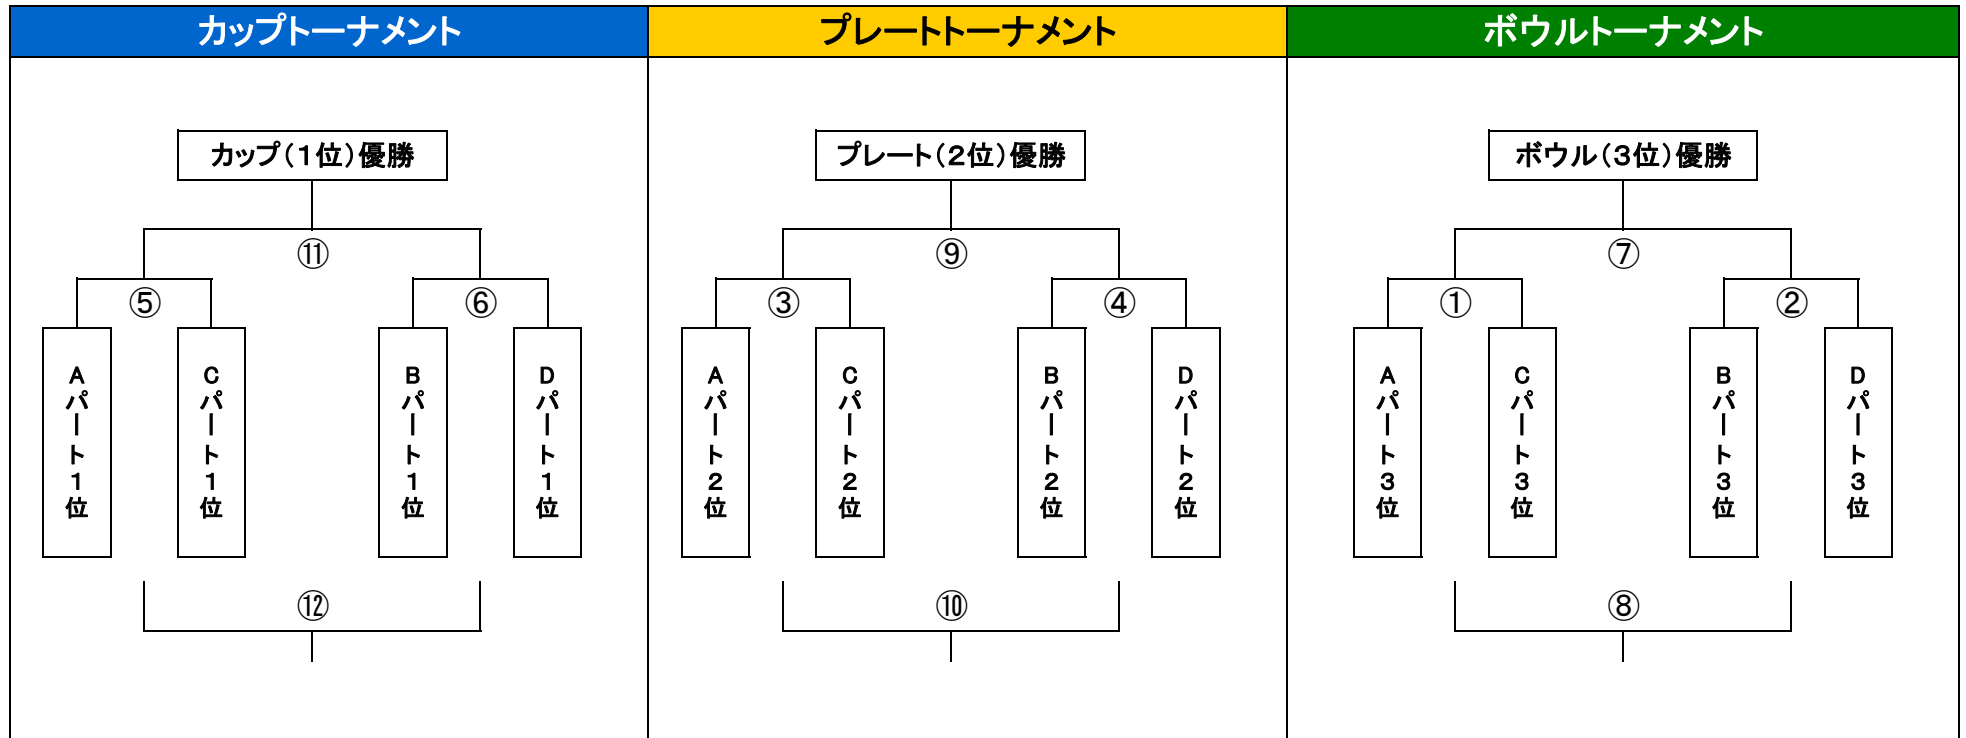 カップトーナメント
カップ(1位)優勝
⑪
⑤
⑥
Aパート1位
Cパート1位
Bパート1位
Dパート1位
⑫
プレートトーナメント
プレート(2位)優勝
⑨
③
④
Aパート2位
Cパート2位
Bパート2位
Dパート2位
⑩
ボウルトーナメント
ボウル(3位)優勝
⑦
①
②
Aパート3位
Cパート3位
Bパート3位
Dパート3位
⑧